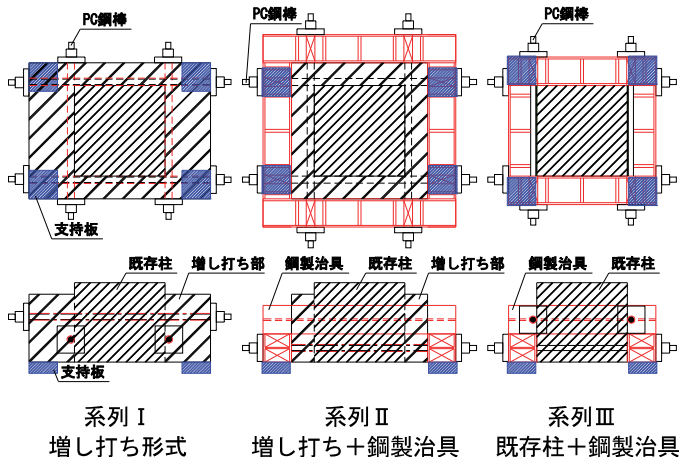 PC鋼棒
PC鋼棒
PC鋼棒
支持板
既存柱
増し打ち部
鋼製治具
既存柱
増し打ち部
鋼製治具
既存柱
支持板
系列Ⅰ
増し打ち形式
系列Ⅱ
増し打ち＋鋼製治具
系列Ⅲ
既存柱＋鋼製治具